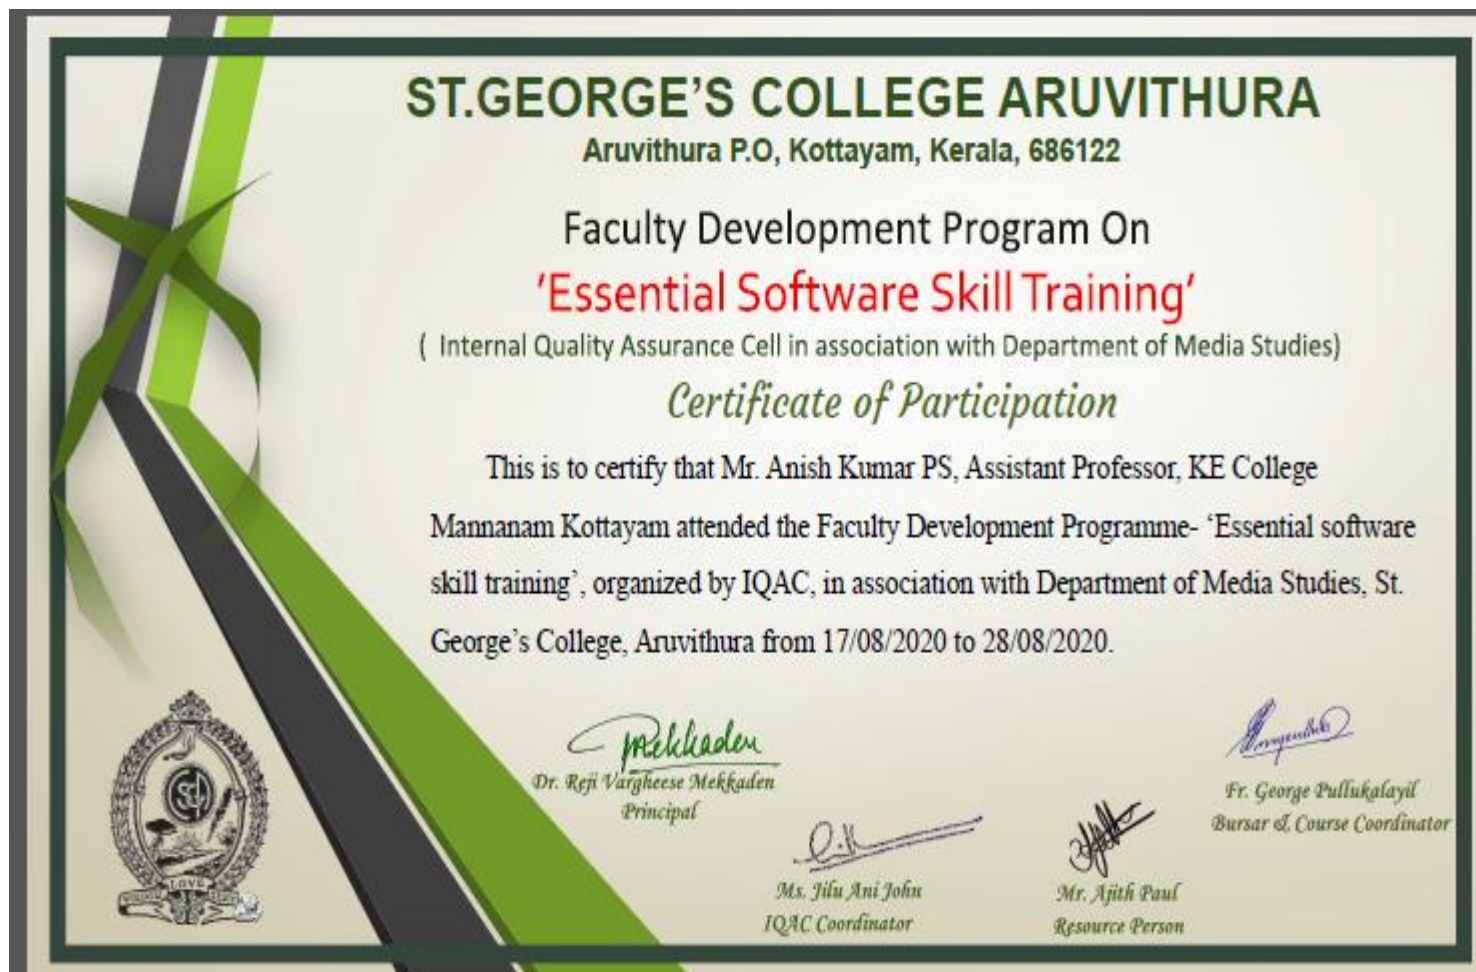 ST.GEORGE'S COLLEGE ARUVITHURA
Aruvithura P.O, Kottayam, Kerala, 686122
Faculty Development Program On
'Essential Software Skill Training'
( Internal Quality Assurance Cell in association with Department of Media Studies)
Certificate of Participation
This is to certify that Mr. Anish Kumar PS, Assistant Professor, KE College
Mannanam Kottayam attended the Faculty Development Programme- ‘Essential software
skill training’, organized by IQAC, in association with Department of Media Studies, St.
George’s College, Aruvithura from 17/08/2020 to 28/08/2020.
Mekkaden
Dr. Reji Vargheese Mekkaden
Principal
Fr. George Pullukalayil
Bursar & Course Coordinator
Ms. Jilu Ani John
IQAC Coordinator
Mr. Ajith Paul
Resource Person
LOVE